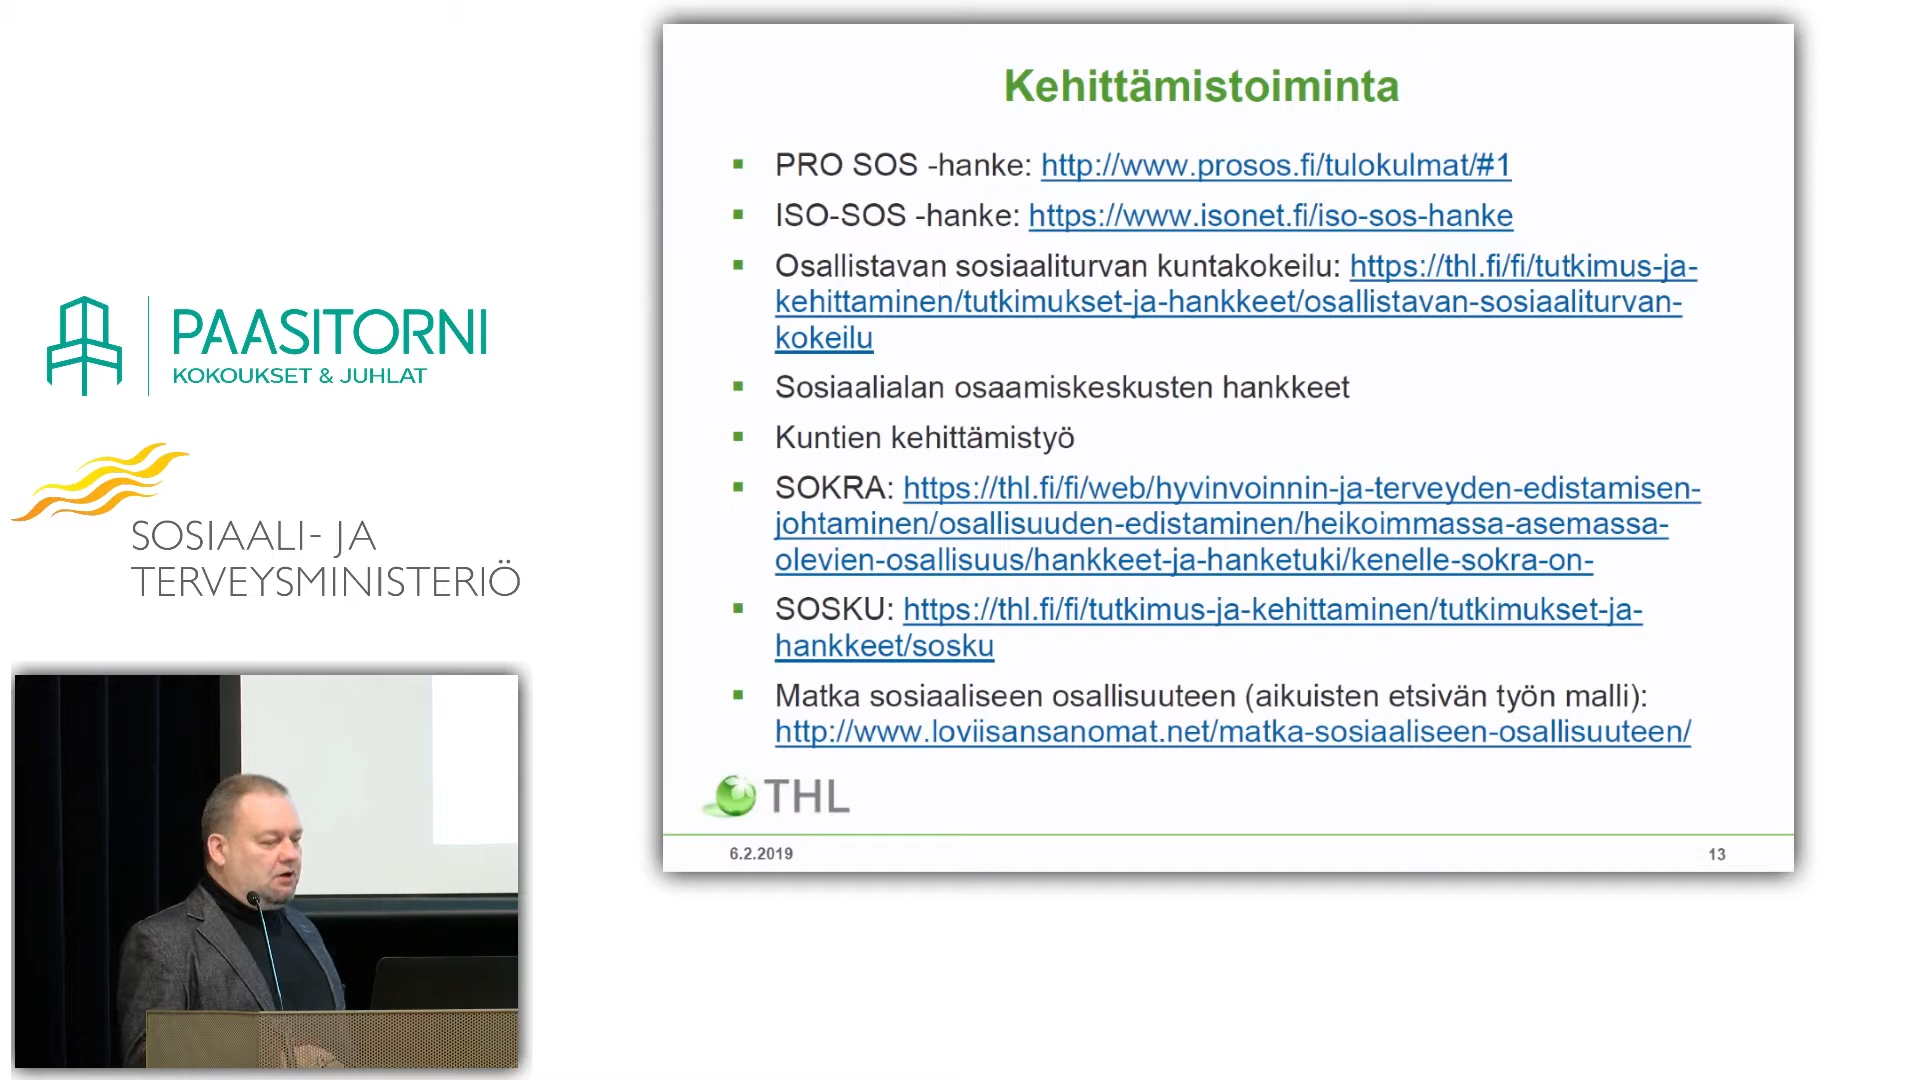 PAASITORNI
KOKOUKSET & JUHLAT
SOSIAALI- JA
TERVEYSMINISTERIÖ
Kehittämistoiminta
▪ PRO SOS -hanke: http://www.prosos.fi/tulokulmat/#1
▪ ISO-SOS -hanke: https://www.isonet.fi/iso-sos-hanke
▪ Osallistavan sosiaaliturvan kuntakokeilu: https://thl.fi/fi/tutkimus-ja-
kehittaminen/tutkimukset-ja-hankkeet/osallistavan-sosiaaliturvan-
kokeilu
▪ Sosiaalialan osaamiskeskusten hankkeet
▪ Kuntien kehittämistyö
▪ SOKRA: https://thl.fi/fi/web/hyvinvoinnin-ja-terveyden-edistamisen-
johtaminen/osallisuuden-edistaminen/heikoimmassa-asemassa-
olevien-osallisuus/hankkeet-ja-hanketuki/kenelle-sokra-on-
▪ SOSKU: https://thl.fi/fi/tutkimus-ja-kehittaminen/tutkimukset-ja-
hankkeet/sosku
▪ Matka sosiaaliseen osallisuuteen (aikuisten etsivän työn malli):
http://www.loviisansanomat.net/matka-sosiaaliseen-osallisuuteen/
THL
6.2.2019
13